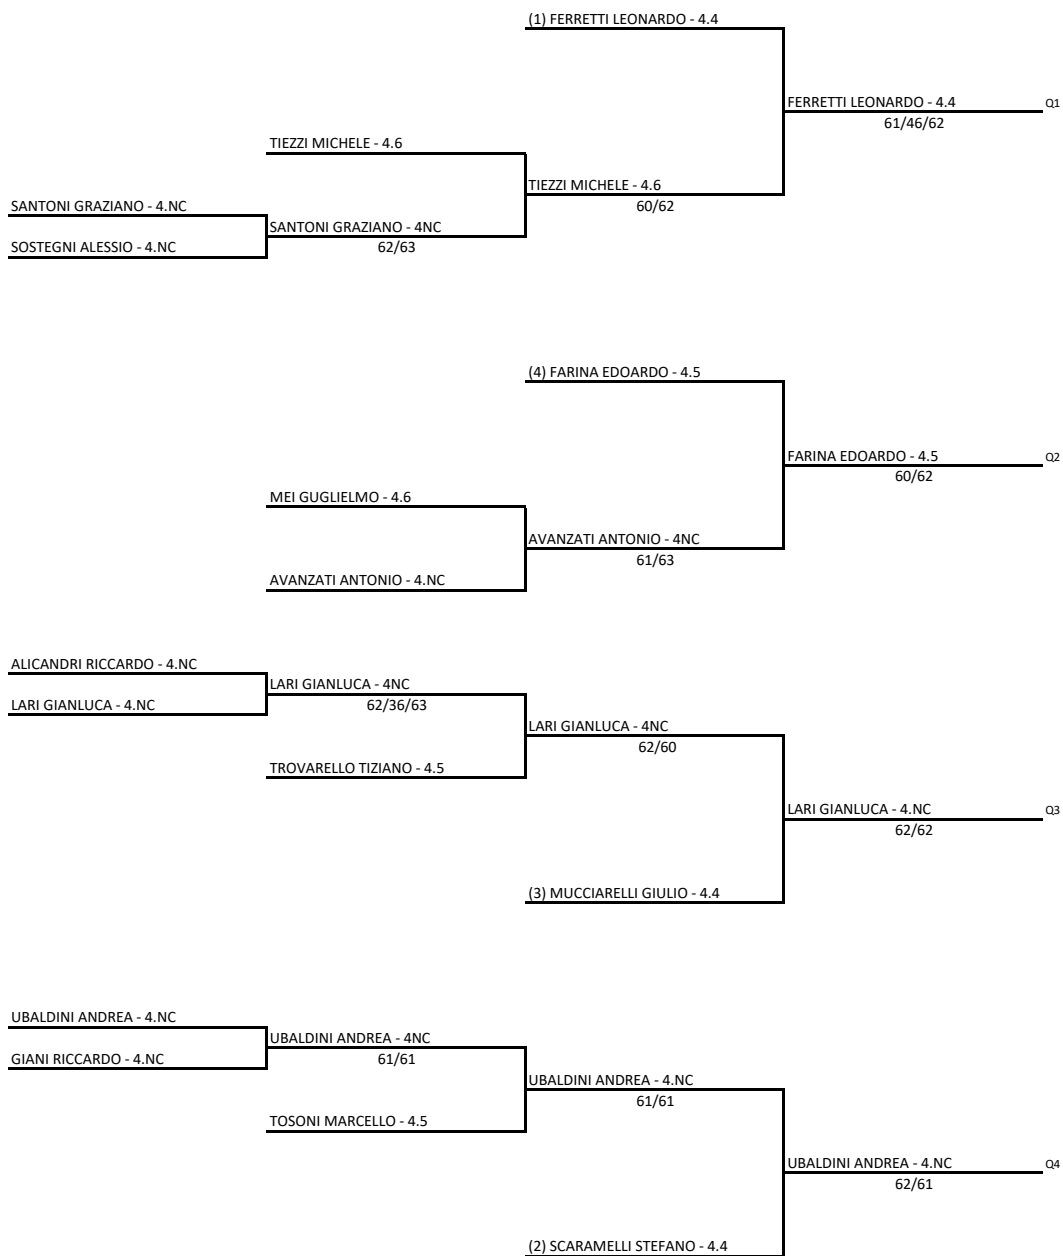 (1) FERRETTI LEONARDO - 4.4
FERRETTI LEONARDO - 4.4 Q1
61/46/62
TIEZZI MICHELE - 4.6
TIEZZI MICHELE - 4.6
60/62
SANTONI GRAZIANO - 4.NC
SANTONI GRAZIANO - 4NC
62/63
SOSTEGNI ALESSIO - 4.NC
(4) FARINA EDOARDO - 4.5
FARINA EDOARDO - 4.5 Q2
60/62
MEI GUGLIELMO - 4.6
AVANZATI ANTONIO - 4NC
61/63
AVANZATI ANTONIO - 4.NC
ALICANDRI RICCARDO - 4.NC
LARI GIANLUCA - 4NC
62/36/63
LARI GIANLUCA - 4.NC
LARI GIANLUCA - 4NC
62/60
TROVARELLO TIZIANO - 4.5
LARI GIANLUCA - 4.NC Q3
62/62
(3) MUCCIARELLI GIULIO - 4.4
UBALDINI ANDREA - 4.NC
UBALDINI ANDREA - 4NC
61/61
GIANI RICCARDO - 4.NC
UBALDINI ANDREA - 4.NC
61/61
TOSONI MARCELLO - 4.5
UBALDINI ANDREA - 4.NC Q4
62/61
(2) SCARAMELLI STEFANO - 4.4